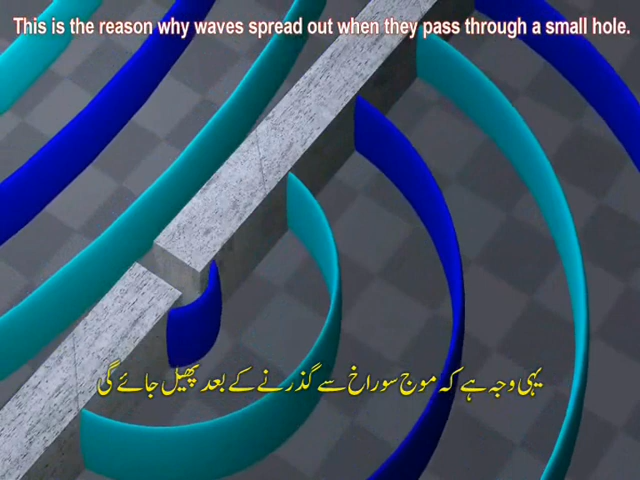 This is the reason why waves spread out when they pass through a small hole.
یہی وجہ ہے کہ موج سوراخ سے گذرنے کے بعد پھیل جائے گی